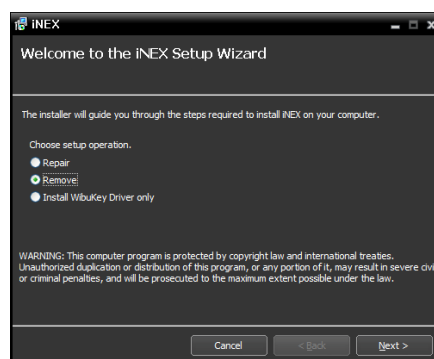 iNEX
Welcome to the iNEX Setup Wizard
The installer will guide you through the steps required to install iNEX on your computer.
Choose setup operation.
Repair
Remove
Install WibuKey Driver only
WARNING: This computer program is protected by copyright law and international treaties.
Unauthorized duplication or distribution of this program, or any portion of it, may result in severe civi
or criminal penalties, and will be prosecuted to the maximum extent possible under the law.
Cancel < Back Next >